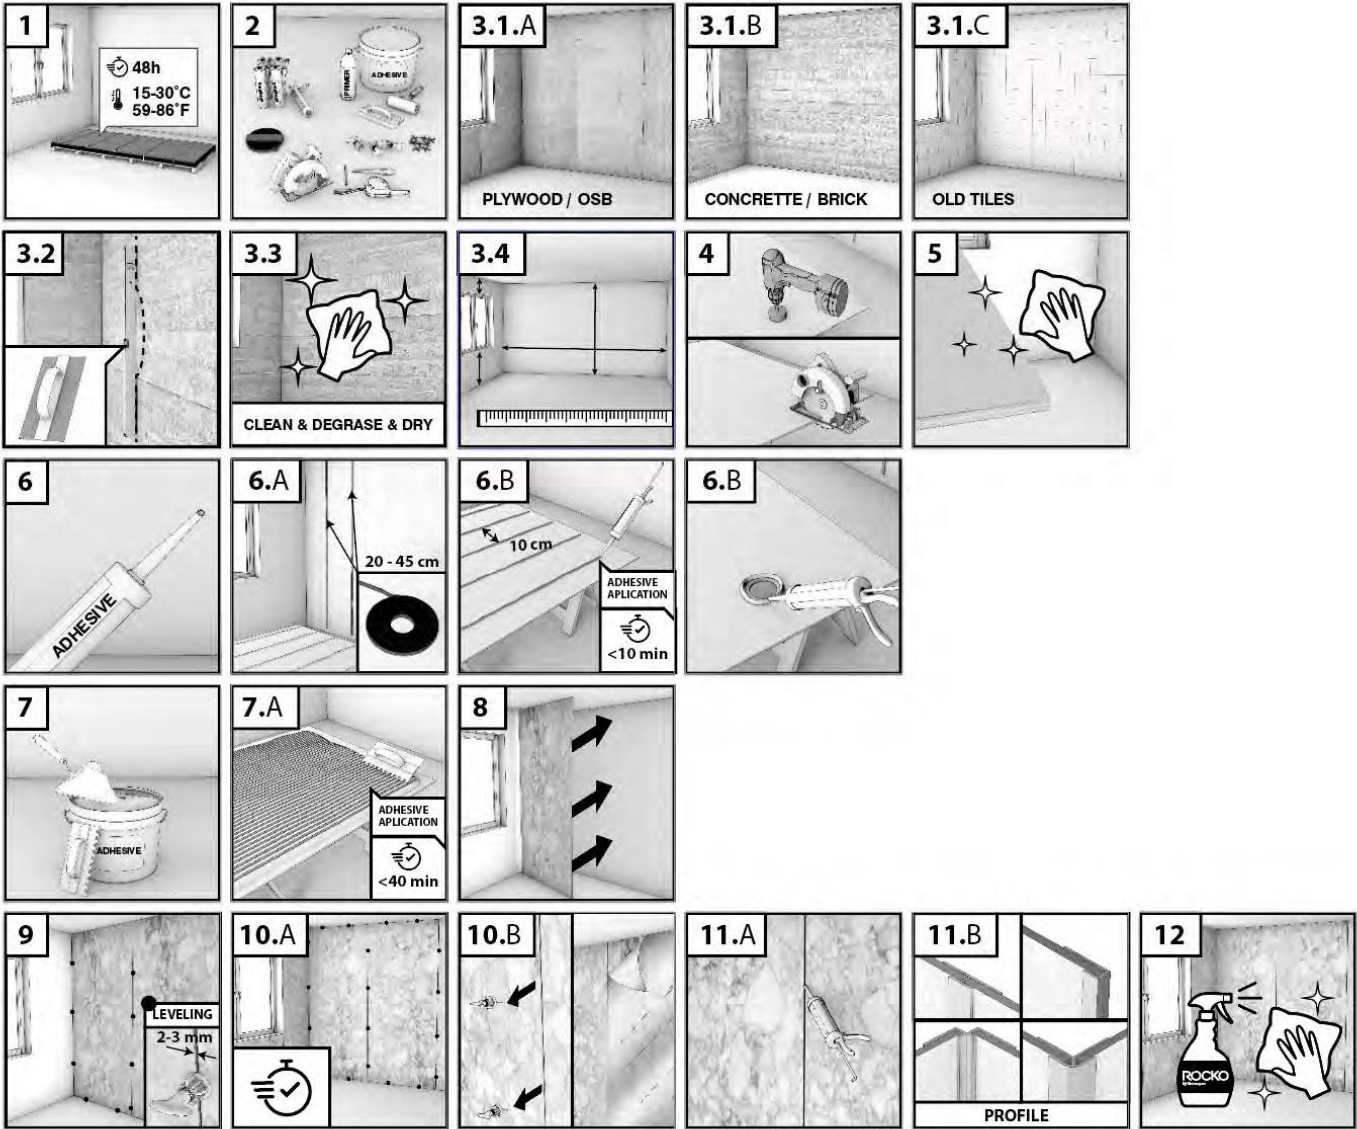 1
48h
15-30°C
59-86°F
2
PRIMER
ADHESIVE
3.1.A
PLYWOOD / OSB
3.1.B
CONCRETTE / BRICK
3.1.C
OLD TILES
3.2
3.3
CLEAN & DEGRASE & DRY
3.4
4
5
6
ADHESIVE
6.A
20 - 45 cm
6.B
10 cm
ADHESIVE
APLICATION
<10 min
6.B
7
ADHESIVE
7.A
ADHESIVE
APLICATION
<40 min
8
9
LEVELING
2-3 mm
10.A
10.B
11.A
11.B
PROFILE
12
ROCKO